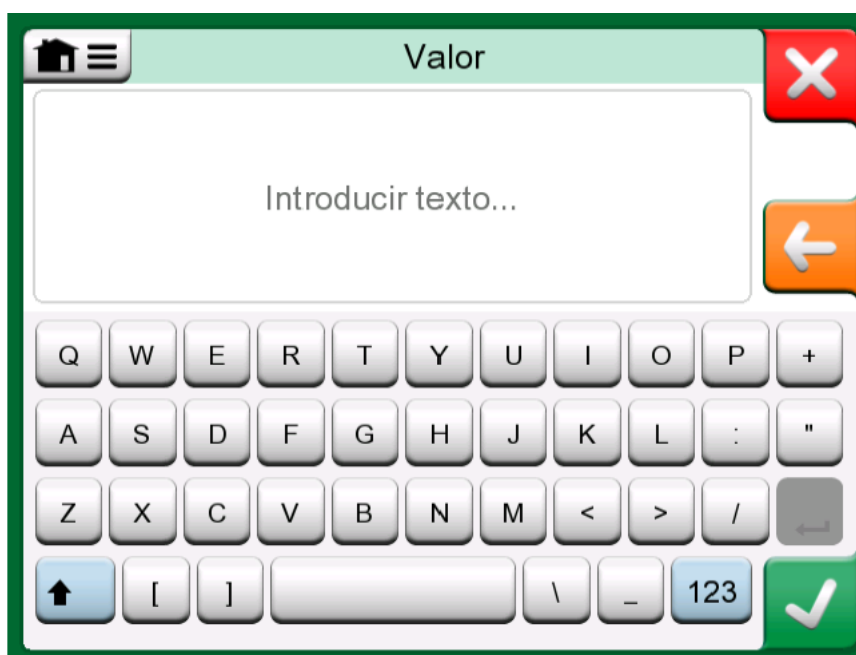 Valor
Introducir texto...
Q W E R T Y U I O P +
A S D F G H J K L : "
Z X C V B N M < > /
[ ] \ _ 123